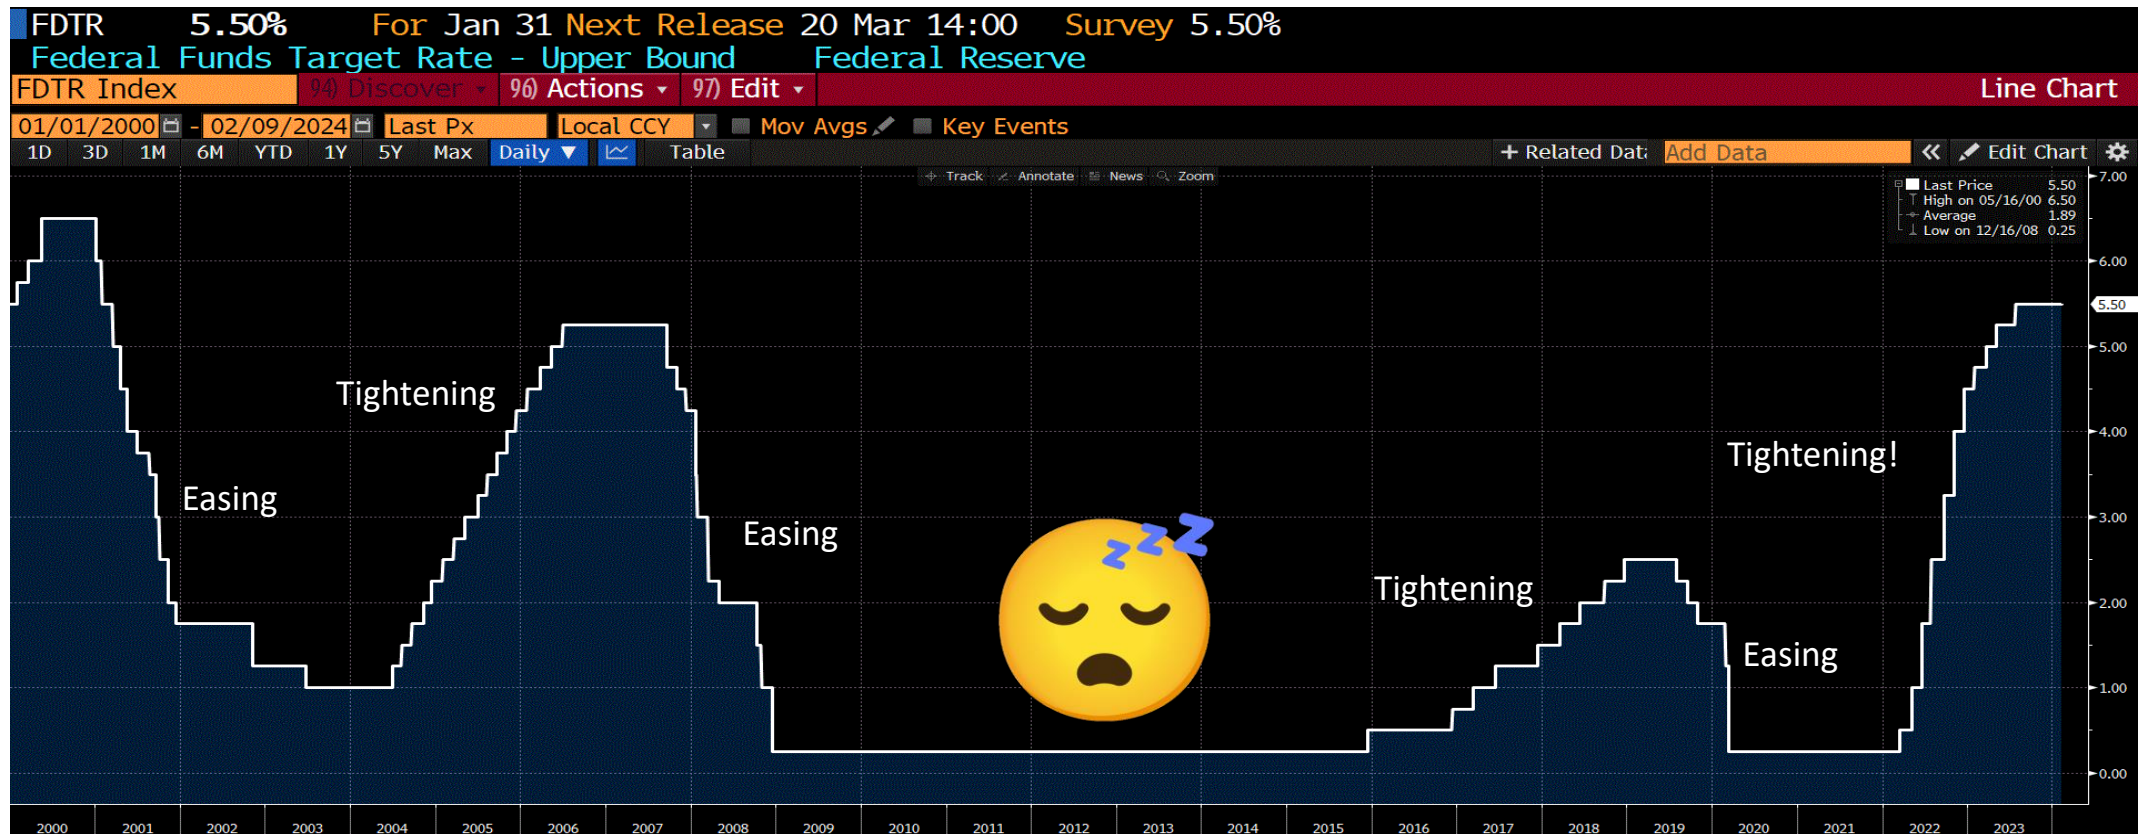 FDTR 5.50% For Jan 31 Next Release 20 Mar 14:00 Survey 5.50%
Federal Funds Target Rate - Upper Bound Federal Reserve
FDTR Index 94) Discover 96) Actions 97) Edit Line Chart
01/01/2000 - 02/09/2024 Last Px Local CCY Mov Avgs Key Events
1D 3D 1M 6M YTD 1Y 5Y Max Daily ▼ Table + Related Data Add Data « Edit Chart
Track Annotate News Zoom
Last Price 5.50
High on 05/16/00 6.50
Average 1.89
Low on 12/16/08 0.25
7.00
6.00
5.50
5.00
4.00
3.00
2.00
1.00
0.00
Tightening
Tightening!
Easing
Easing
z z z
Tightening
Easing
2000 2001 2002 2003 2004 2005 2006 2007 2008 2009 2010 2011 2012 2013 2014 2015 2016 2017 2018 2019 2020 2021 2022 2023